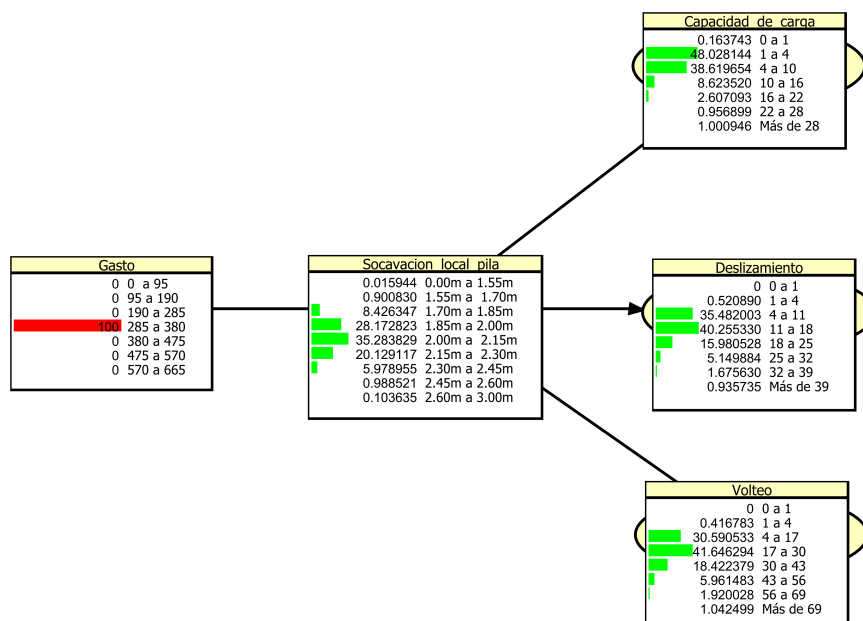 Capacidad_de_carga
0.163743 0 a 1
48.028144 1 a 4
38.619654 4 a 10
8.623520 10 a 16
2.607093 16 a 22
0.956899 22 a 28
1.000946 Más de 28
Gasto
0 0 a 95
0 95 a 190
0 190 a 285
100 285 a 380
0 380 a 475
0 475 a 570
0 570 a 665
Socavacion_local_pila
0.015944 0.00m a 1.55m
0.900830 1.55m a 1.70m
8.426347 1.70m a 1.85m
28.172823 1.85m a 2.00m
35.283829 2.00m a 2.15m
20.129117 2.15m a 2.30m
5.978955 2.30m a 2.45m
0.988521 2.45m a 2.60m
0.103635 2.60m a 3.00m
Deslizamiento
0 0 a 1
0.520890 1 a 4
35.482003 4 a 11
40.255330 11 a 18
15.980528 18 a 25
5.149884 25 a 32
1.675630 32 a 39
0.935735 Más de 39
Volteo
0 0 a 1
0.416783 1 a 4
30.590533 4 a 17
41.646294 17 a 30
18.422379 30 a 43
5.961483 43 a 56
1.920028 56 a 69
1.042499 Más de 69